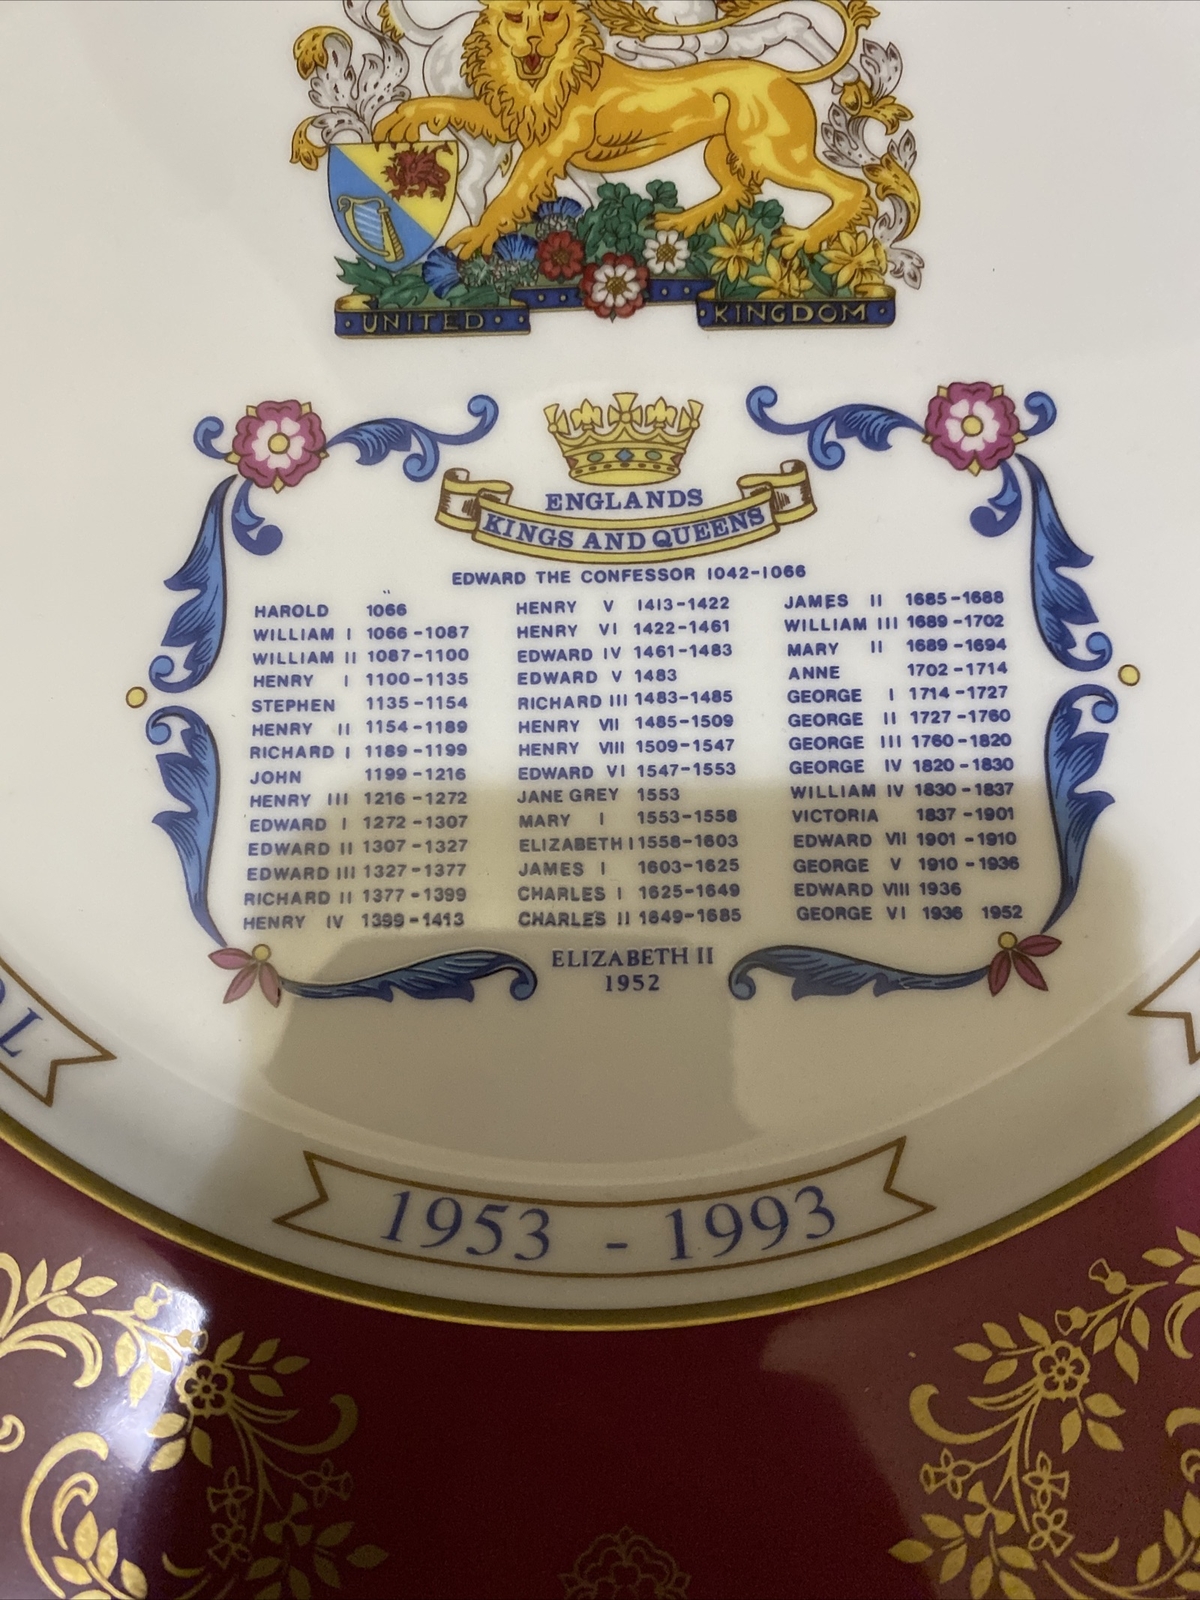 UNITED KINGDOM
ENGLANDS
KINGS AND QUEENS
EDWARD THE CONFESSOR 1042-1066
HAROLD 1066
WILLIAM I 1066-1087
WILLIAM II 1087-1100
HENRY I 1100-1135
STEPHEN 1135-1154
HENRY II 1154-1189
RICHARD I 1189-1199
JOHN 1199-1216
HENRY III 1216-1272
EDWARD I 1272-1307
EDWARD II 1307-1327
EDWARD III 1327-1377
RICHARD II 1377-1399
HENRY IV 1399-1413
HENRY V 1413-1422
HENRY VI 1422-1461
EDWARD IV 1461-1483
EDWARD V 1483
RICHARD III 1483-1485
HENRY VII 1485-1509
HENRY VIII 1509-1547
EDWARD VI 1547-1553
JANE GREY 1553
MARY I 1553-1558
ELIZABETH I 1558-1603
JAMES I 1603-1625
CHARLES I 1625-1649
CHARLES II 1649-1685
JAMES II 1685-1688
WILLIAM III 1689-1702
MARY II 1689-1694
ANNE 1702-1714
GEORGE I 1714-1727
GEORGE II 1727-1760
GEORGE III 1760-1820
GEORGE IV 1820-1830
WILLIAM IV 1830-1837
VICTORIA 1837-1901
EDWARD VII 1901-1910
GEORGE V 1910-1936
EDWARD VIII 1936
GEORGE VI 1936 1952
ELIZABETH II
1952
1953 - 1993